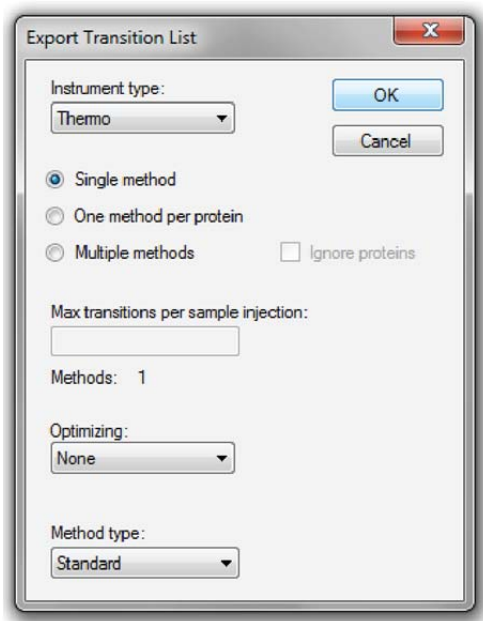 Export Transition List
X
Instrument type:
Thermo
OK
Cancel
Single method
One method per protein
Multiple methods
Ignore proteins
Max transitions per sample injection:
Methods: 1
Optimizing:
None
Method type:
Standard